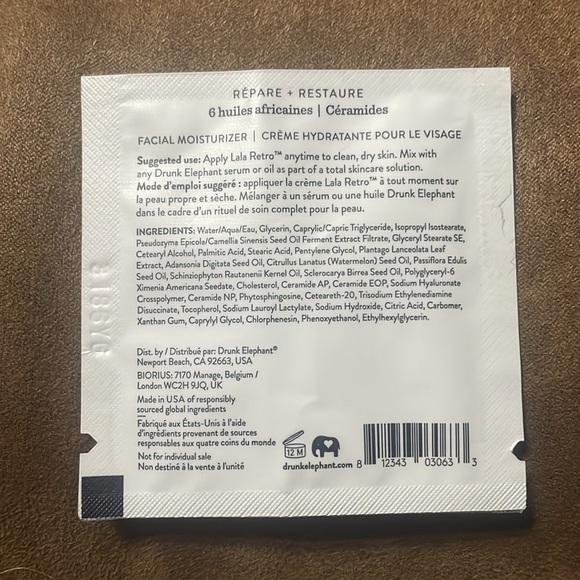 RÉPARE + RESTAURE
6 huiles africaines | Céramides
FACIAL MOISTURIZER | CRÈME HYDRATANTE POUR LE VISAGE
Suggested use: Apply Lala Retro™ anytime to clean, dry skin. Mix with
any Drunk Elephant serum or oil as part of a total skincare solution.
Mode d'emploi suggéré : appliquer la crème Lala Retro™ à tout moment sur
la peau propre et sèche. Mélanger à un sérum ou une huile Drunk Elephant
dans le cadre d'un rituel de soin complet pour la peau.
INGREDIENTS: Water/Aqua/Eau, Glycerin, Caprylic/Capric Triglyceride, Isopropyl Isostearate,
Pseudozyma Epicola/Camellia Sinensis Seed Oil Ferment Extract Filtrate, Glyceryl Stearate SE,
Cetearyl Alcohol, Palmitic Acid, Stearic Acid, Pentylene Glycol, Plantago Lanceolata Leaf
Extract, Adansonia Digitata Seed Oil, Citrullus Lanatus (Watermelon) Seed Oil, Passiflora Edulis
Seed Oil, Schinziophyton Rautanenii Kernel Oil, Sclerocarya Birrea Seed Oil, Polyglyceryl-6
Ximenia Americana Seedate, Cholesterol, Ceramide AP, Ceramide EOP, Sodium Hyaluronate
Crosspolymer, Ceramide NP, Phytosphingosine, Ceteareth-20, Trisodium Ethylenediamine
Disuccinate, Tocopherol, Sodium Lauroyl Lactylate, Sodium Hydroxide, Citric Acid, Carbomer,
Xanthan Gum, Caprylyl Glycol, Chlorphenesin, Phenoxyethanol, Ethylhexylglycerin.
Dist. by / Distribué par: Drunk Elephant®
Newport Beach, CA 92663, USA
BIORIUS: 7170 Manage, Belgium /
London WC2H 9JQ, UK
Made in USA of responsibly
sourced global ingredients
Fabriqué aux États-Unis à l'aide
d'ingrédients provenant de sources
responsables aux quatre coins du monde
Not for individual sale
Non destiné à la vente à l'unité
12 M
drunkelephant.com
8 12343 03063 3